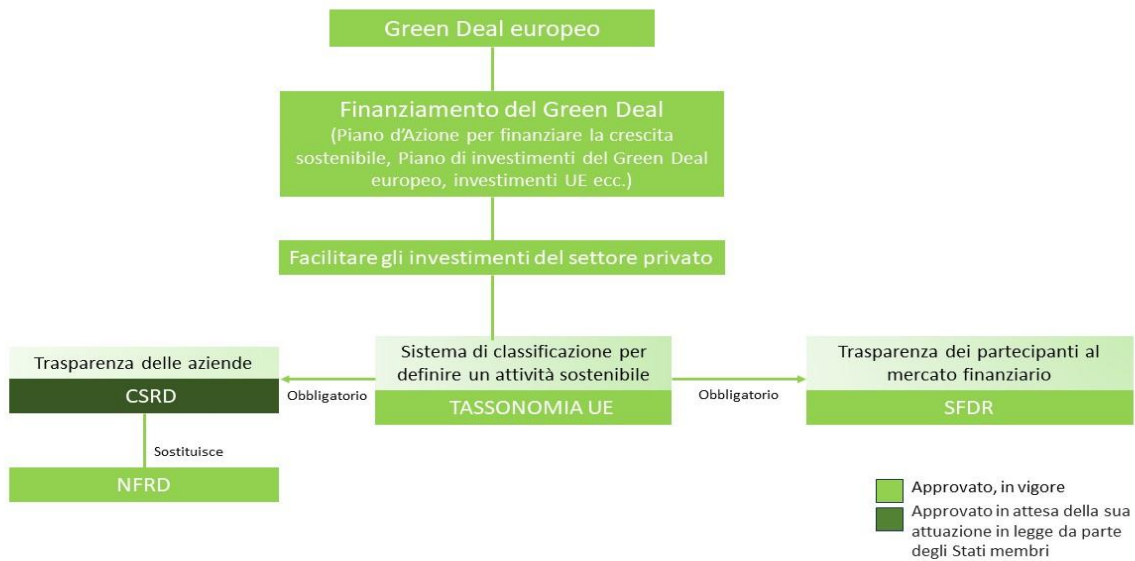 Green Deal europeo
Finanziamento del Green Deal
(Piano d'Azione per finanziare la crescita
sostenibile, Piano di investimenti del Green Deal
europeo, investimenti UE ecc.)
Facilitare gli investimenti del settore privato
Trasparenza delle aziende
CSRD
Obbligatorio
Sistema di classificazione per
definire un attività sostenibile
TASSONOMIA UE
Obbligatorio
Trasparenza dei partecipanti al
mercato finanziario
SFDR
Sostituisce
NFRD
Approvato, in vigore
Approvato in attesa della sua
attuazione in legge da parte
degli Stati membri